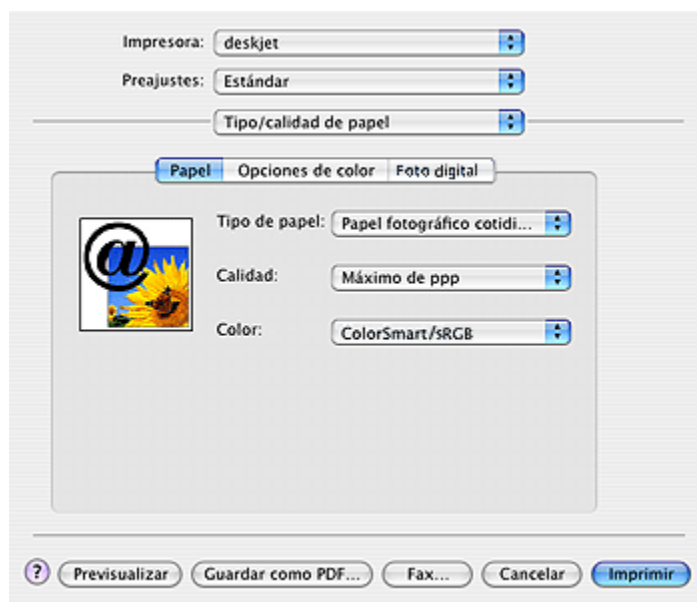 Impresora: deskjet
Preajustes: Estándar
Tipo/calidad de papel
Papel Opciones de color Foto digital
@
Tipo de papel: Papel fotográfico cotidi...
Calidad: Máximo de ppp
Color: ColorSmart/sRGB
? Previsualizar Guardar como PDF... Fax... Cancelar Imprimir